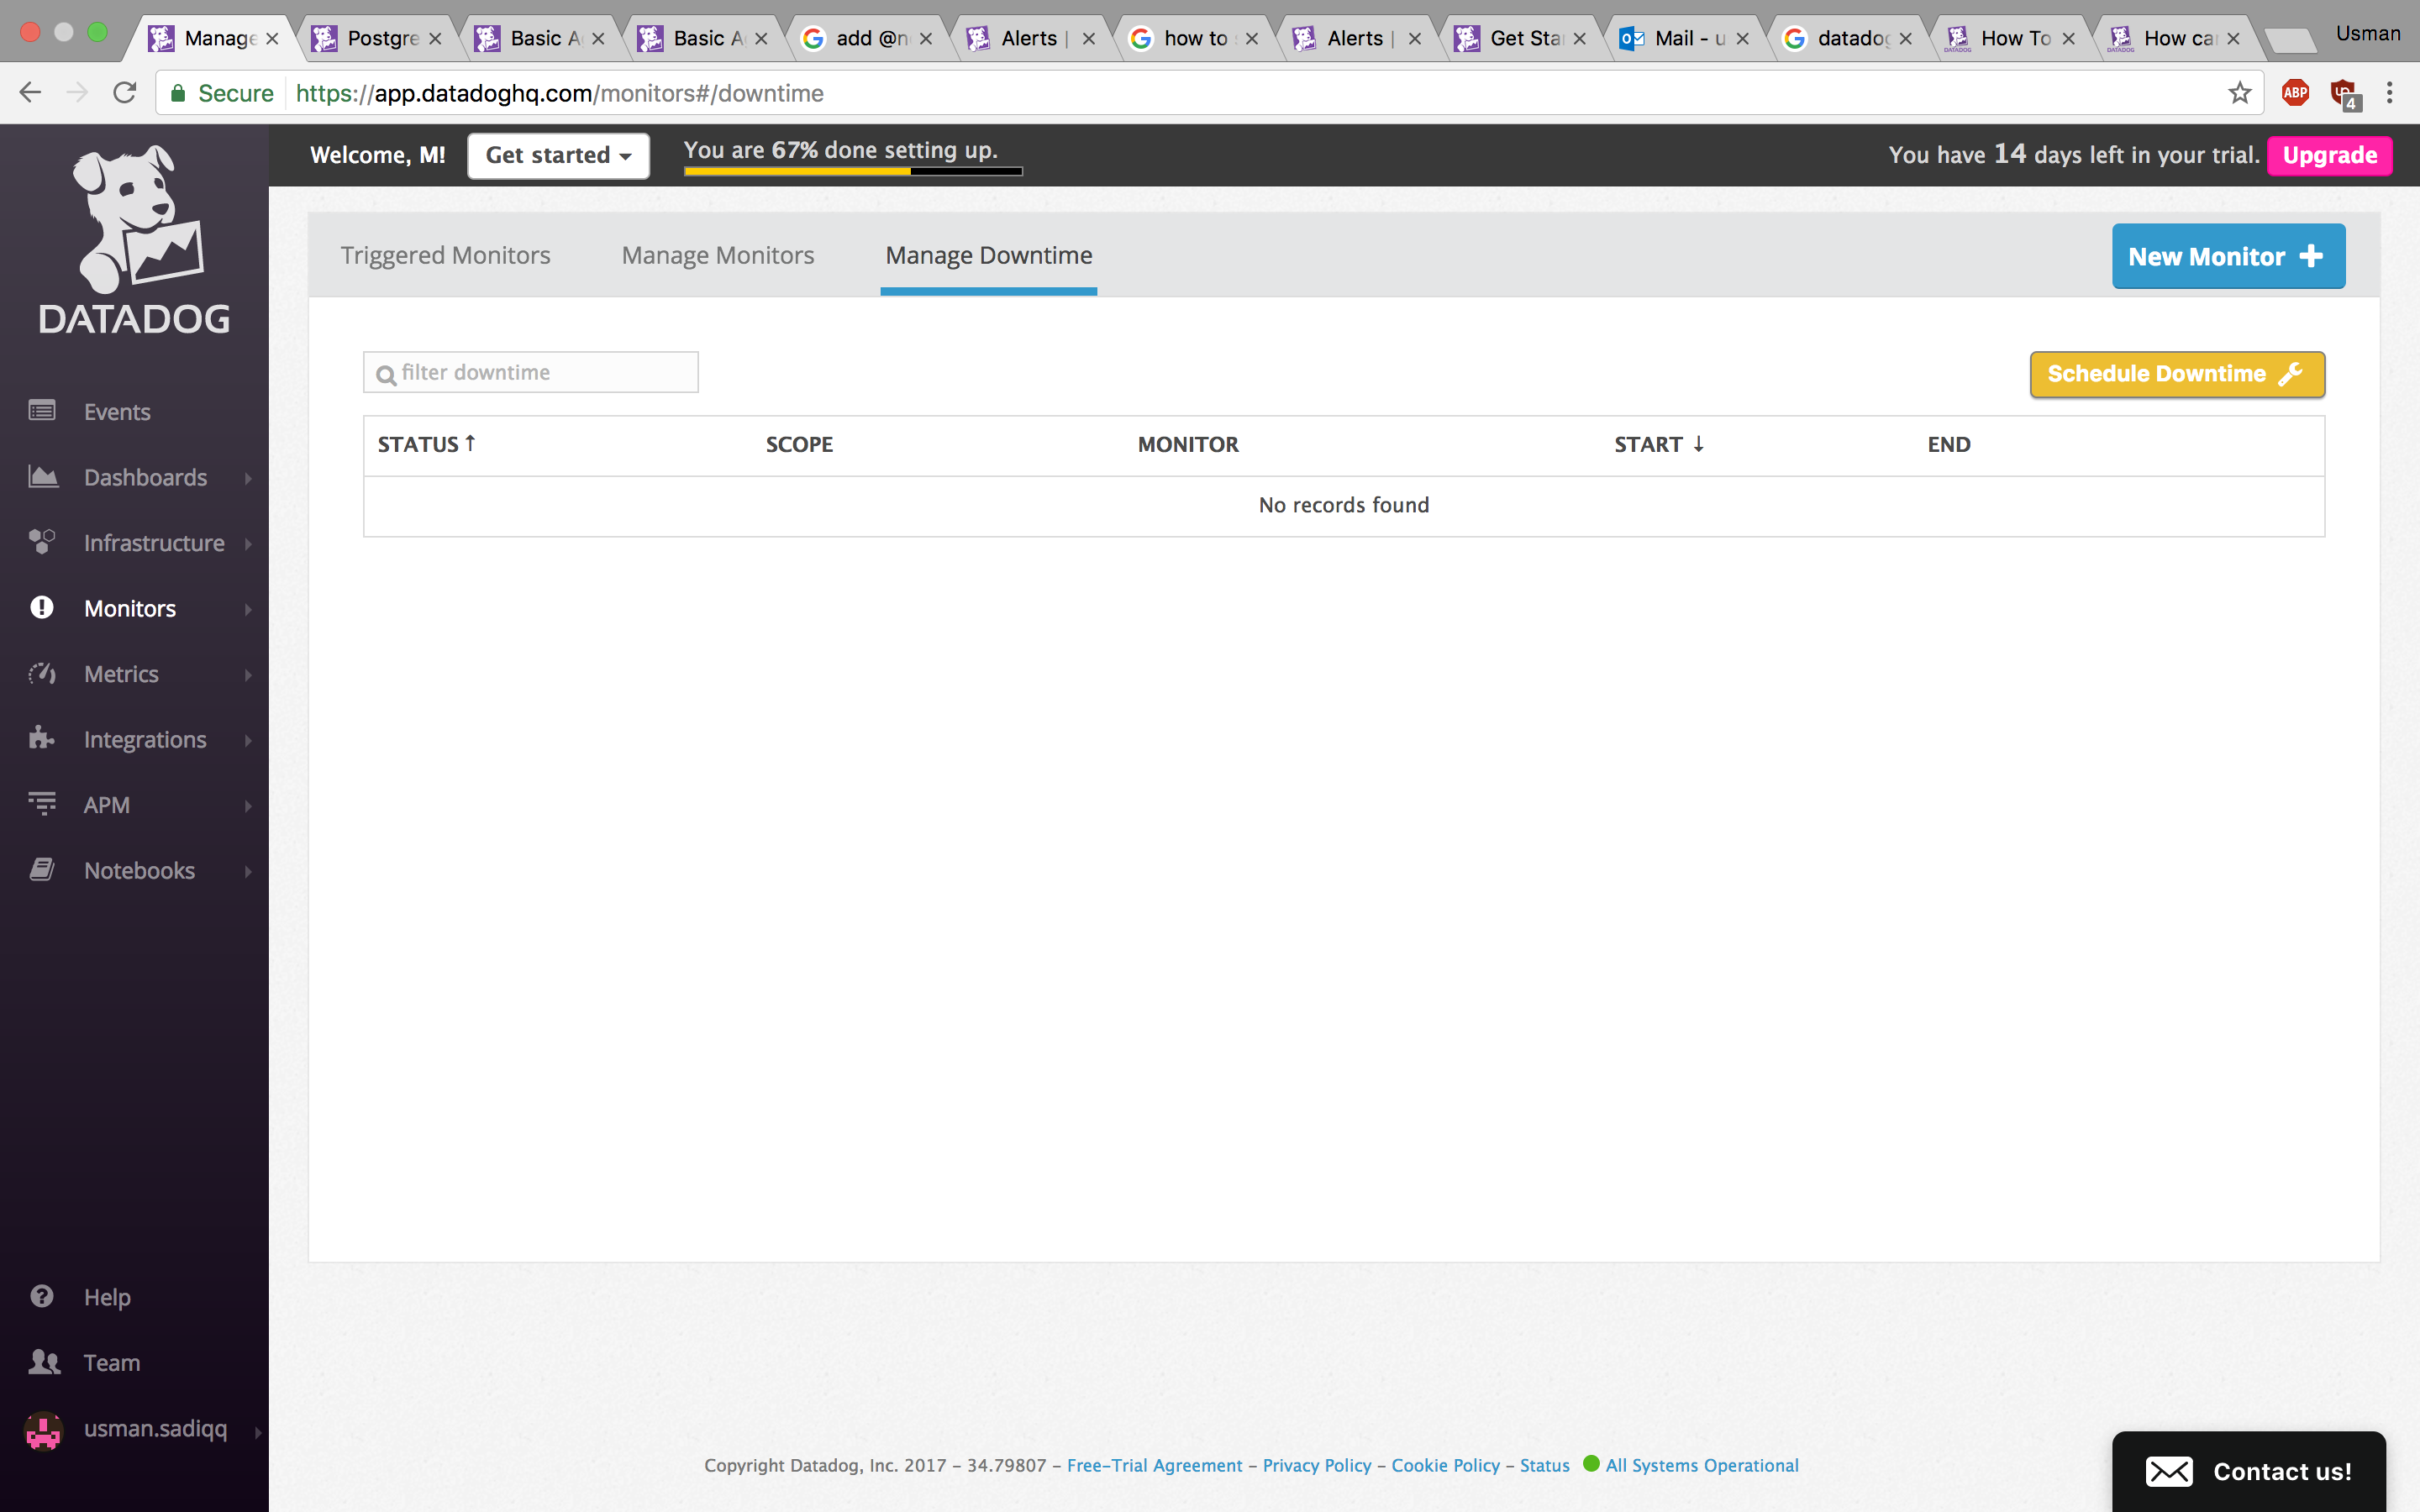 Manage
Postgre
Basic A
Basic A
add @n
Alerts |
how to
Alerts |
Get Sta
Mail - u
datadog
How To
How ca
Usman
Secure
https://app.datadoghq.com/monitors#/downtime
ABP
4
DATADOG
Welcome, M!
Get started
You are 67% done setting up.
You have 14 days left in your trial.
Upgrade
Triggered Monitors
Manage Monitors
Manage Downtime
New Monitor
filter downtime
Schedule Downtime
STATUS
SCOPE
MONITOR
START
END
No records found
Events
Dashboards
Infrastructure
Monitors
Metrics
Integrations
APM
Notebooks
Help
Team
usman.sadiqq
Copyright Datadog, Inc. 2017 – 34.79807 – Free-Trial Agreement – Privacy Policy – Cookie Policy – Status All Systems Operational
Contact us!